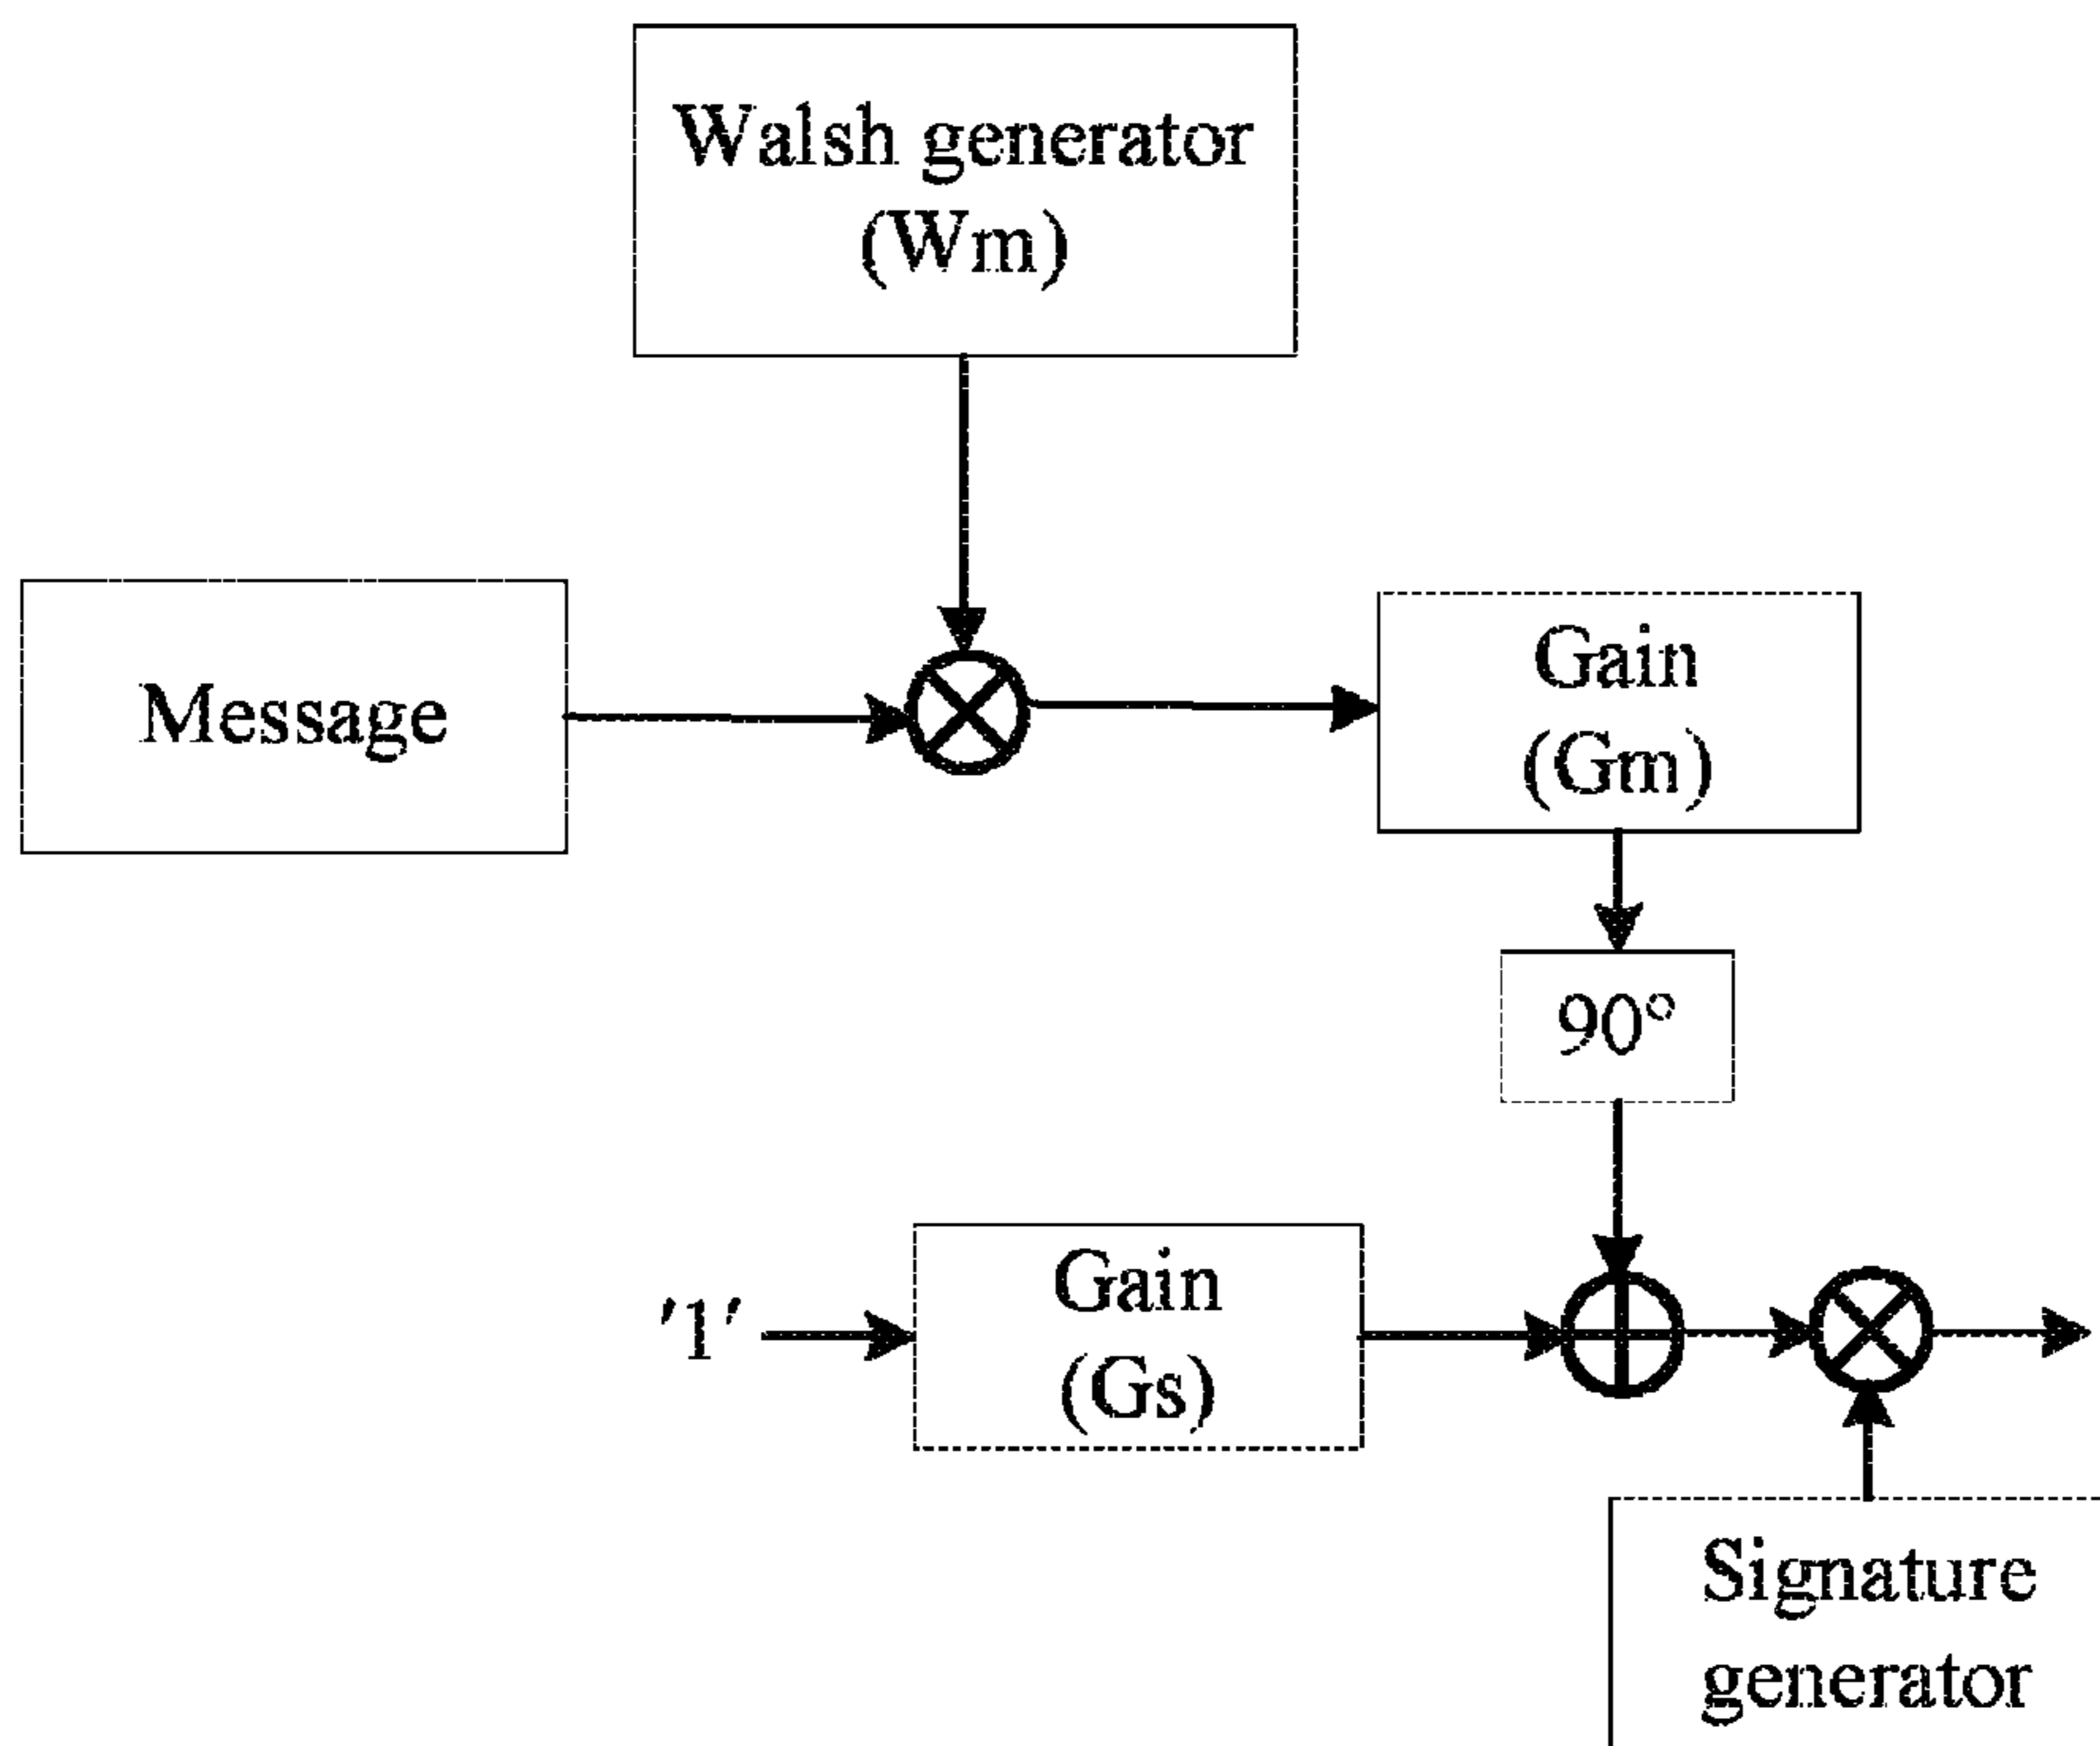 Walsh generator
(Wm)
Message
Gain
(Gm)
90°
'1'
Gain
(Gs)
Signature
generator